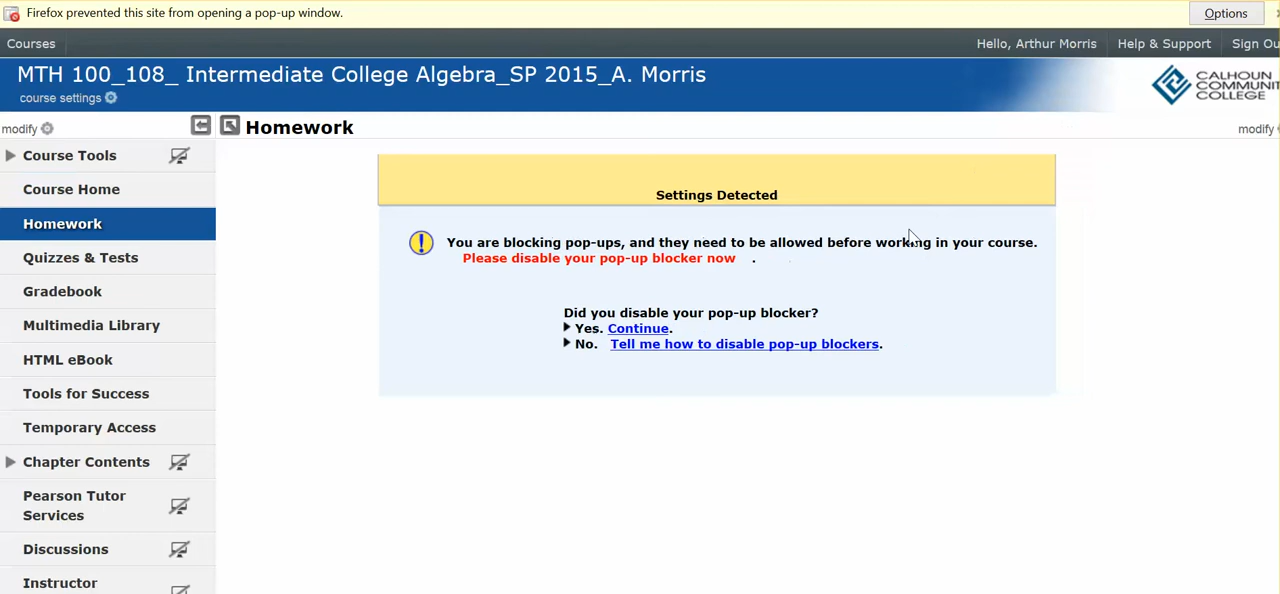 Firefox prevented this site from opening a pop-up window.
Options
Courses
Hello, Arthur Morris
Help & Support
Sign Ou
MTH 100_108_ Intermediate College Algebra_SP 2015_A. Morris
course settings
CALHOUN
COMMUNIT
COLLEGE
modify
Homework
modify
Course Tools
Course Home
Homework
Quizzes & Tests
Gradebook
Multimedia Library
HTML eBook
Tools for Success
Temporary Access
Chapter Contents
Pearson Tutor
Services
Discussions
Instructor
Settings Detected
You are blocking pop-ups, and they need to be allowed before working in your course.
Please disable your pop-up blocker now .
Did you disable your pop-up blocker?
Yes. Continue.
No. Tell me how to disable pop-up blockers.